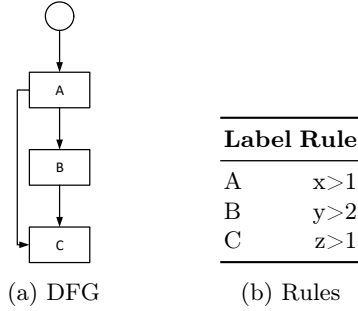 A
B
C
(a) DFG
Label Rule
A x>1
B y>2
C z>1
(b) Rules